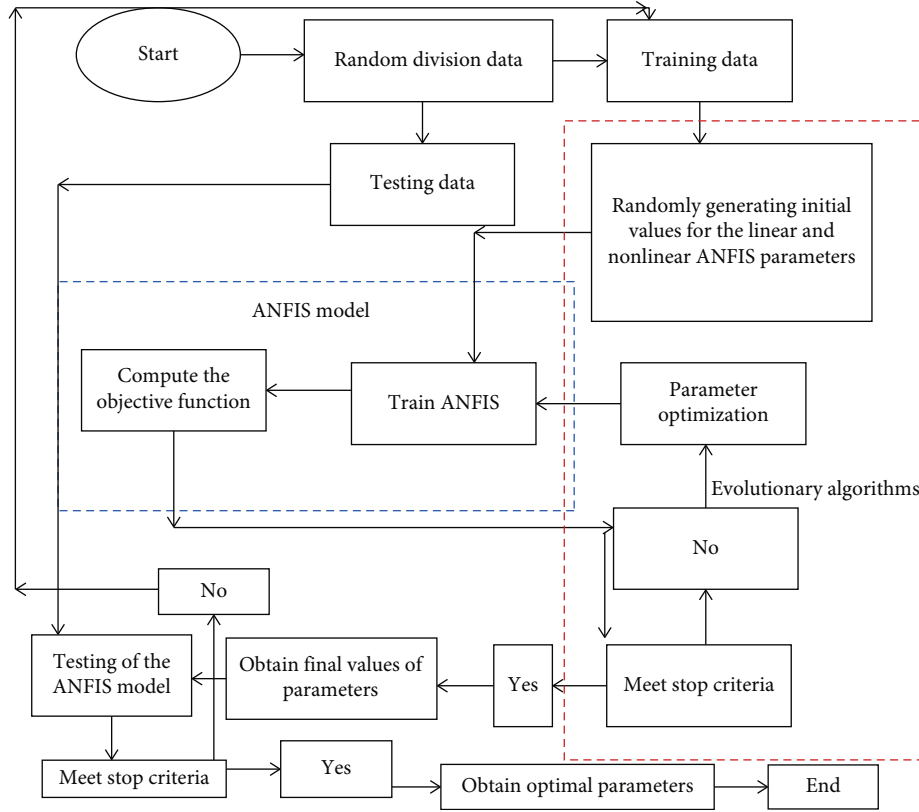 Start
Random division data
Training data
Testing data
Randomly generating initial
values for the linear and
nonlinear ANFIS parameters
ANFIS model
Compute the
objective function
Train ANFIS
Parameter
optimization
Evolutionary algorithms
No
No
Testing of the
ANFIS model
Obtain final values of
parameters
Yes
Meet stop criteria
Meet stop criteria
Yes
Obtain optimal parameters
End